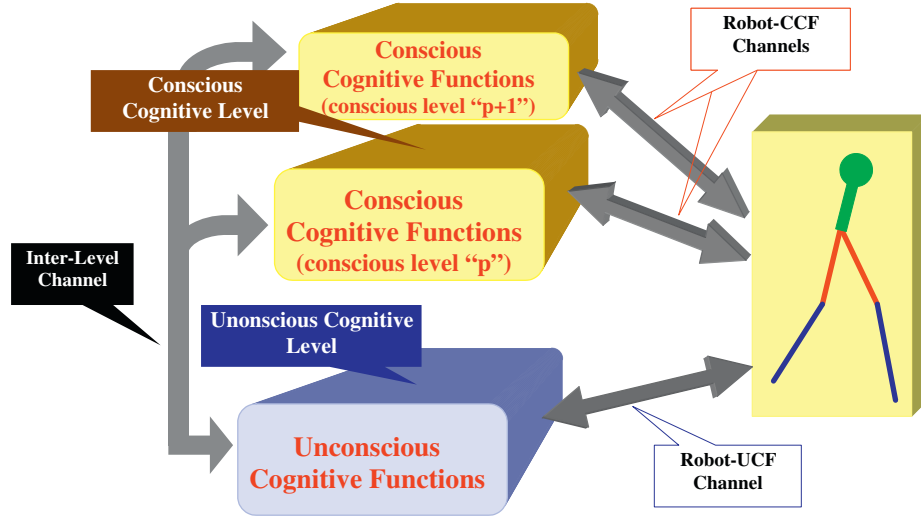 Conscious
Cognitive Functions
(conscious level “p+1”)
Robot-CCF
Channels
Conscious
Cognitive Level
Conscious
Cognitive Functions
(conscious level “p”)
Inter-Level
Channel
Unonscious Cognitive
Level
Unconscious
Cognitive Functions
Robot-UCF
Channel